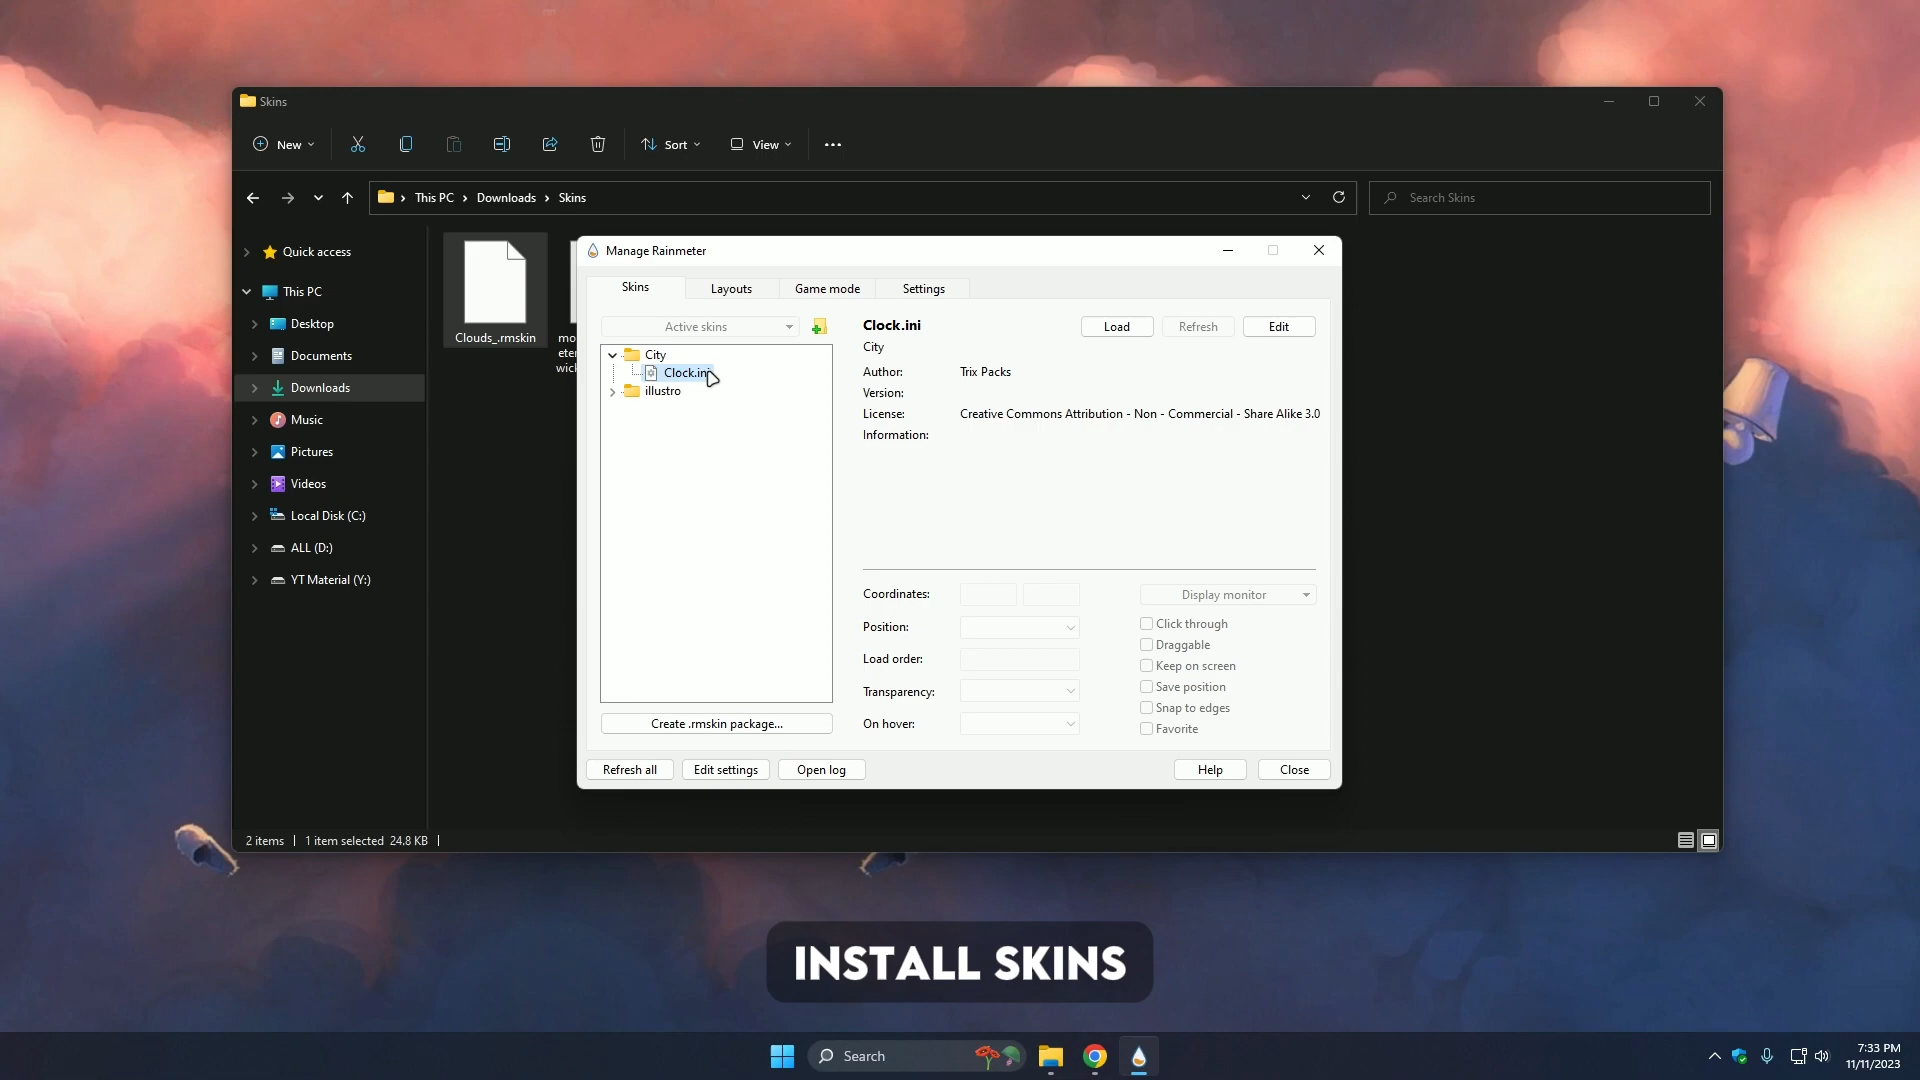 Skins
New
Sort
View
This PC
Downloads
Skins
Search Skins
Quick access
This PC
Desktop
Documents
Downloads
Music
Pictures
Videos
Local Disk (C:)
ALL (D:)
YT Material (Y:)
Clouds_.rmskin
2 items
1 item selected 24.8 KB
Manage Rainmeter
Skins
Layouts
Game mode
Settings
Active skins
City
Clock.ini
illustro
Create .rmskin package...
Clock.ini
City
Load
Refresh
Edit
Author: Trix Packs
Version:
License: Creative Commons Attribution - Non - Commercial - Share Alike 3.0
Information:
Coordinates:
Position:
Load order:
Transparency:
On hover:
Display monitor
Click through
Draggable
Keep on screen
Save position
Snap to edges
Favorite
Refresh all
Edit settings
Open log
Help
Close
INSTALL SKINS
Search
7:33 PM
11/11/2023